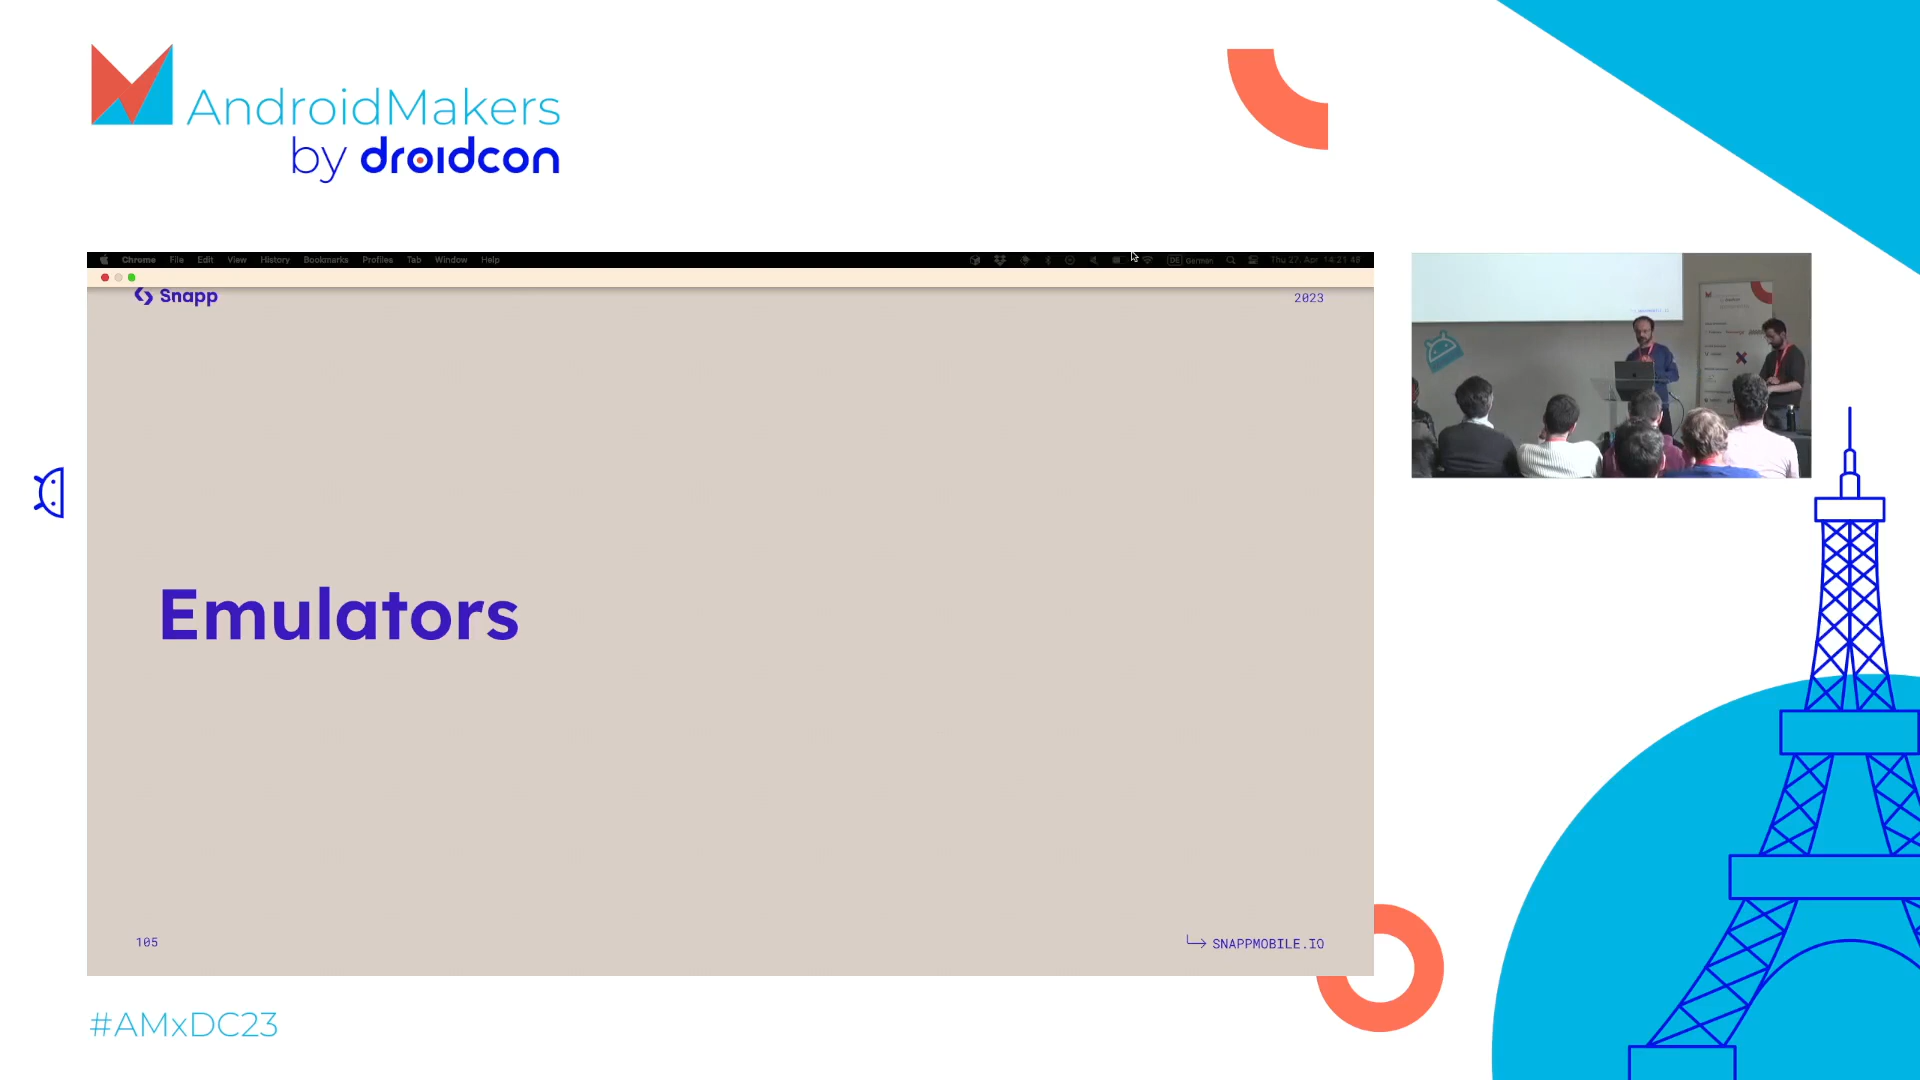 AndroidMakers
by droidcon
Chrome File Edit View History Bookmarks Profiles Tab Window Help
DE German Thu 27. Apr 14:21:48
Snapp
2023
Emulators
105
SNAPPMOBILE.IO
#AMxDC23